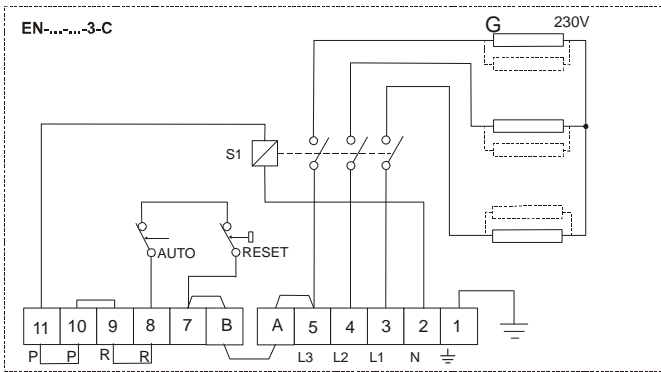 EN-...-...-3-C
G 230V
S1
AUTO RESET
11 10 9 8 7 B A 5 4 3 2 1
P P R R L3 L2 L1 N